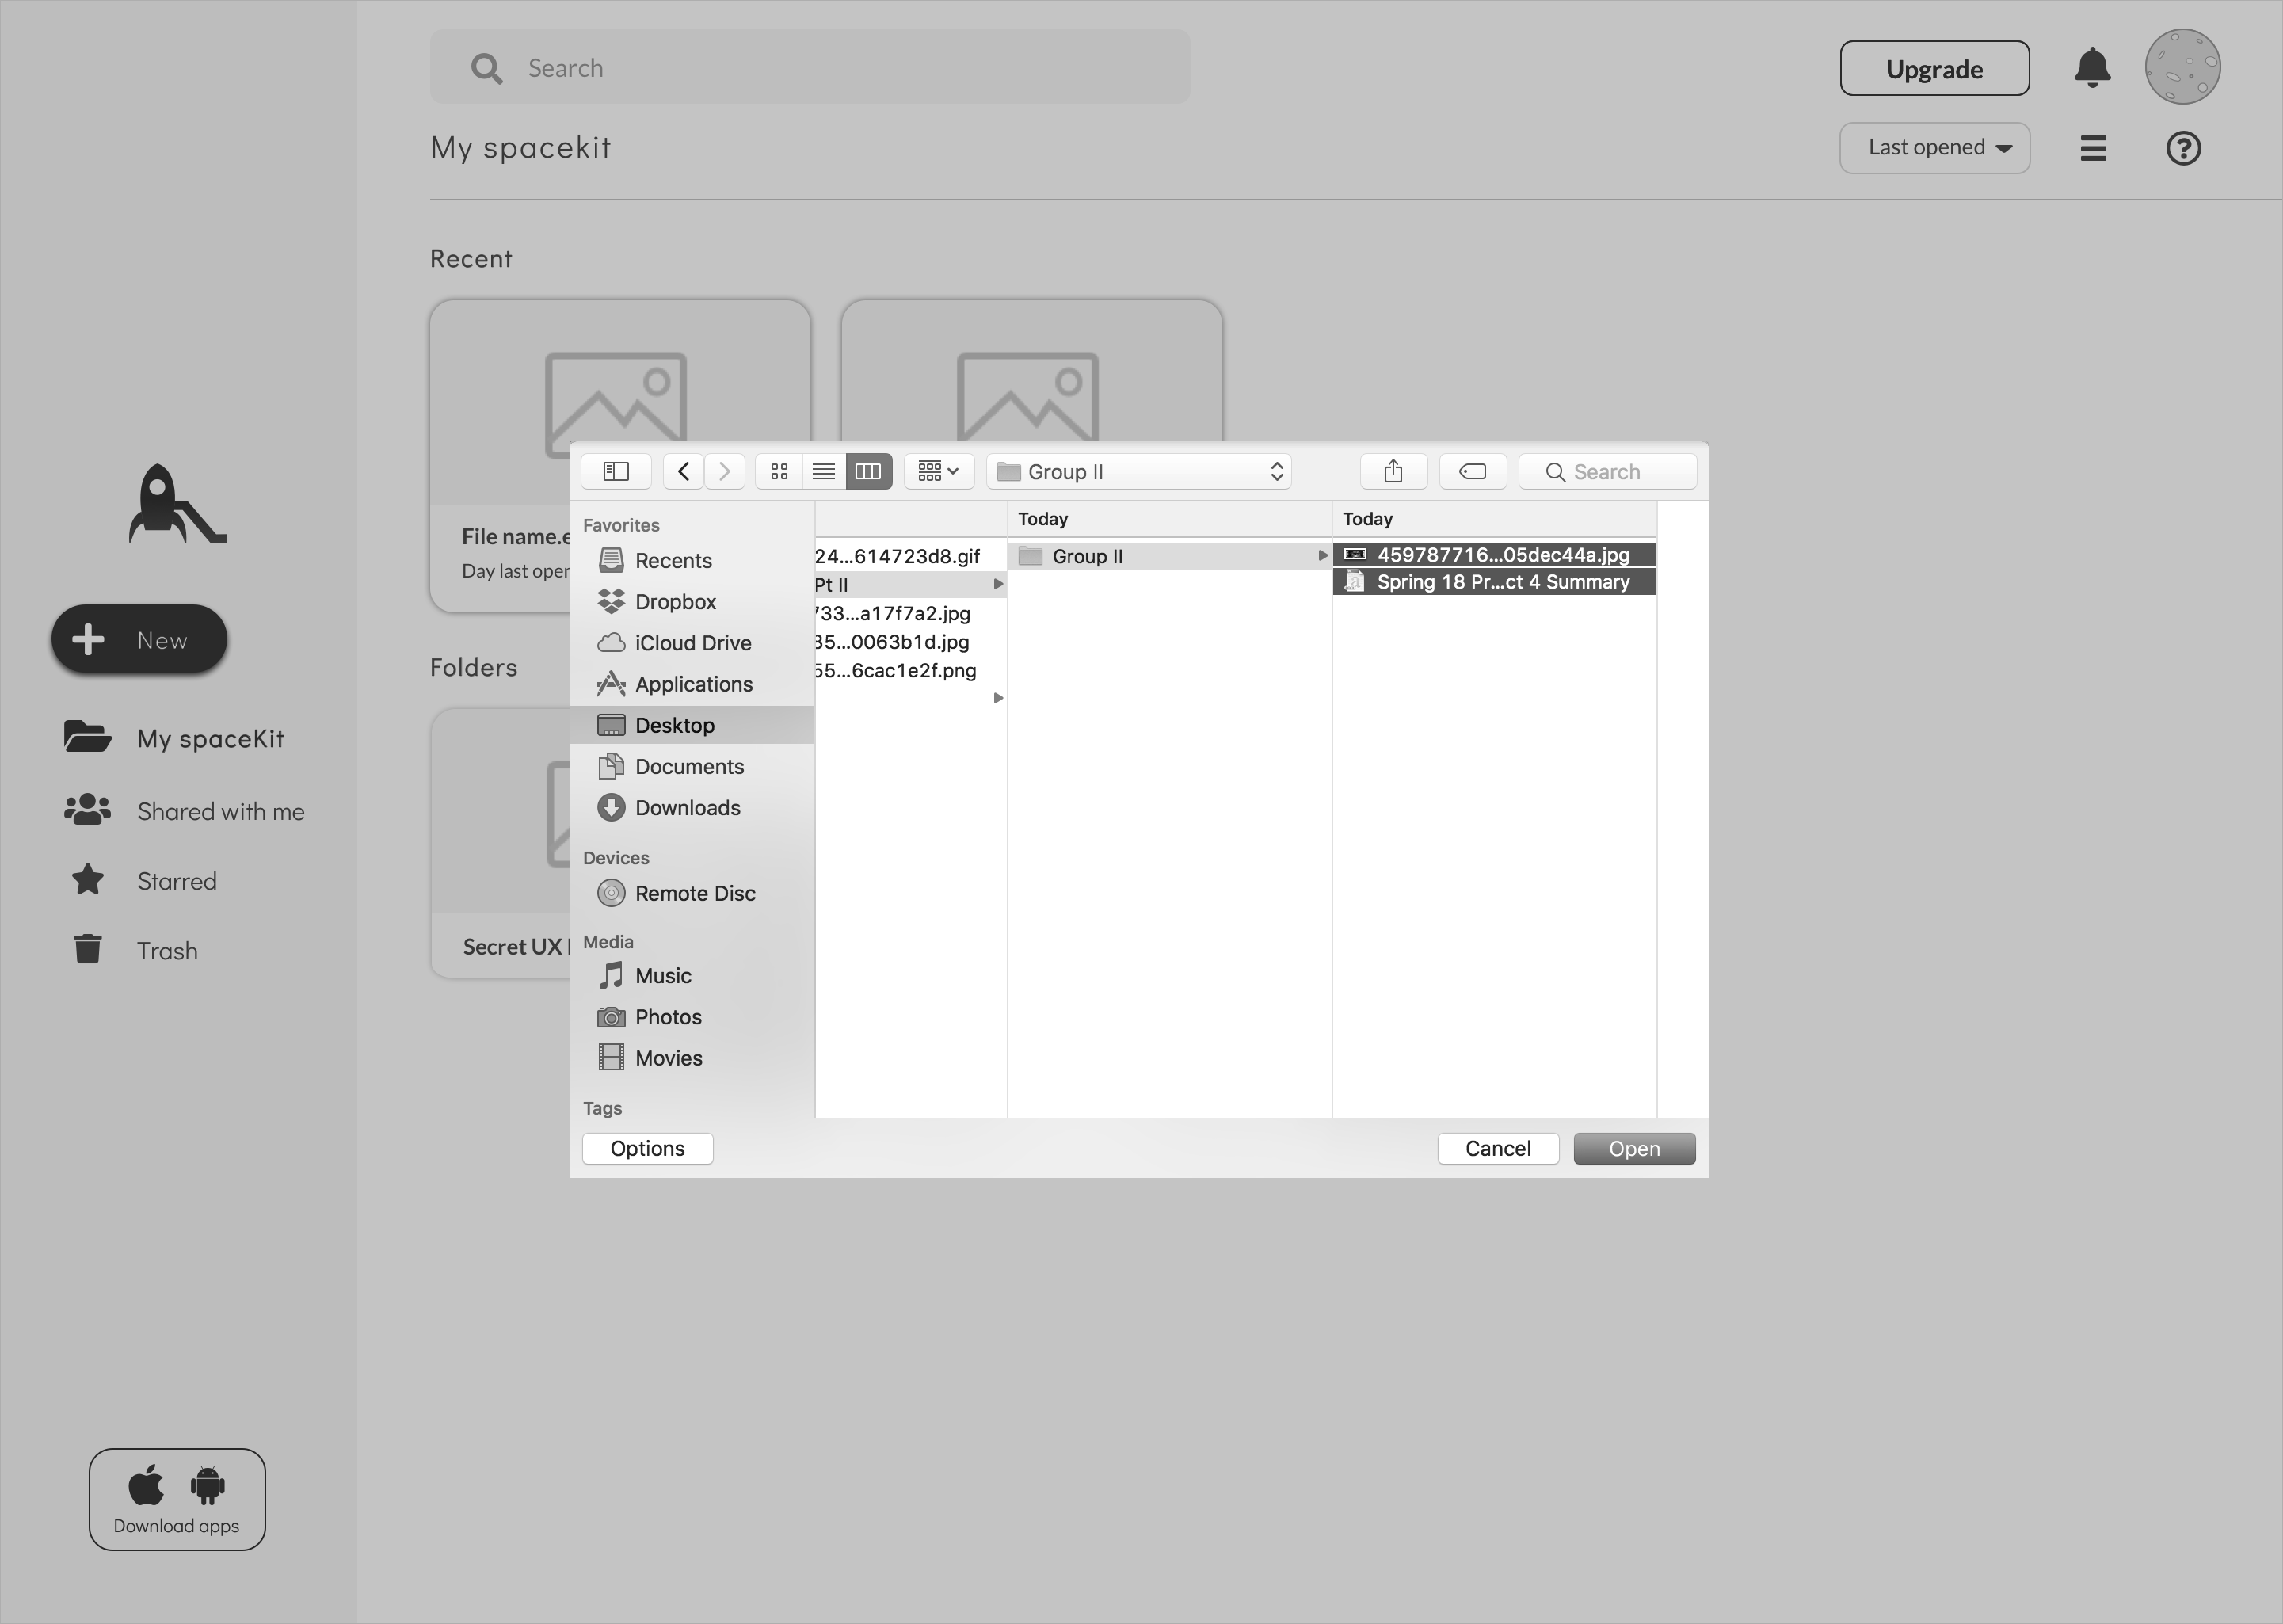 Search
Upgrade
My spacekit
Last opened
Recent
File name.e
Day last oper
Folders
Secret UX
New
My spaceKit
Shared with me
Starred
Trash
Download apps
Group II
Search
Favorites
Recents
Dropbox
iCloud Drive
Applications
Desktop
Documents
Downloads
Devices
Remote Disc
Media
Music
Photos
Movies
Tags
24...614723d8.gif
Pt II
733...a17f7a2.jpg
35...0063b1d.jpg
55...6cac1e2f.png
Today
Group II
Today
459787716...05dec44a.jpg
Spring 18 Pr...ct 4 Summary
Options
Cancel
Open